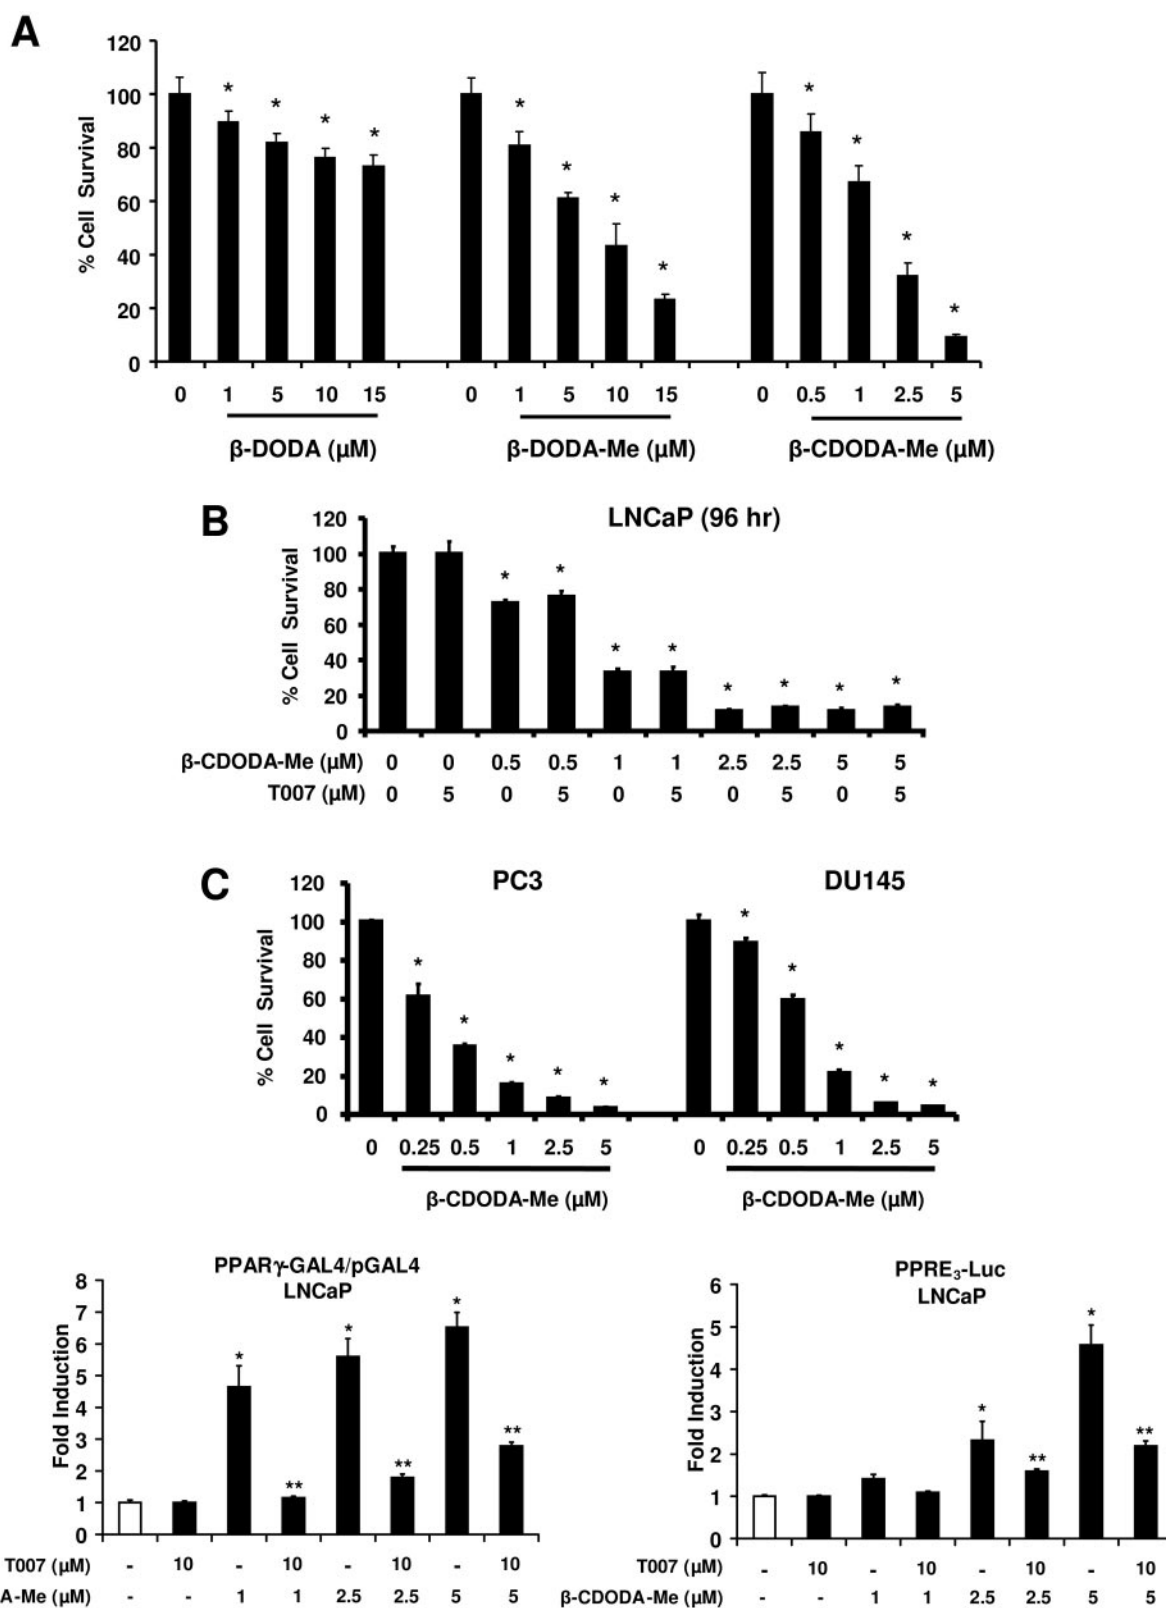 A
120
100
80
60
40
20
0
% Cell Survival
* * * * * * * * * * * *
0 1 5 10 15 0 1 5 10 15 0 0.5 1 2.5 5
β-DODA (μM) β-DODA-Me (μM) β-CDODA-Me (μM)
B
LNCaP (96 hr)
120
100
80
60
40
20
0
% Cell Survival
* * * * * * * *
β-CDODA-Me (μM) 0 0 0.5 0.5 1 1 2.5 2.5 5 5
T007 (μM) 0 5 0 5 0 5 0 5 0 5
C
PC3 DU145
120
100
80
60
40
20
0
% Cell Survival
* * * * * * * * * *
0 0.25 0.5 1 2.5 5 0 0.25 0.5 1 2.5 5
β-CDODA-Me (μM) β-CDODA-Me (μM)
PPARγ-GAL4/pGAL4
LNCaP
8
7
6
5
4
3
2
1
0
Fold Induction
* ** * ** * **
T007 (μM) - 10 - 10 - 10 - 10
A-Me (μM) - - 1 1 2.5 2.5 5 5
PPRE3-Luc
LNCaP
6
5
4
3
2
1
0
Fold Induction
* ** * **
T007 (μM) - 10 - 10 - 10 - 10
β-CDODA-Me (μM) - - 1 1 2.5 2.5 5 5